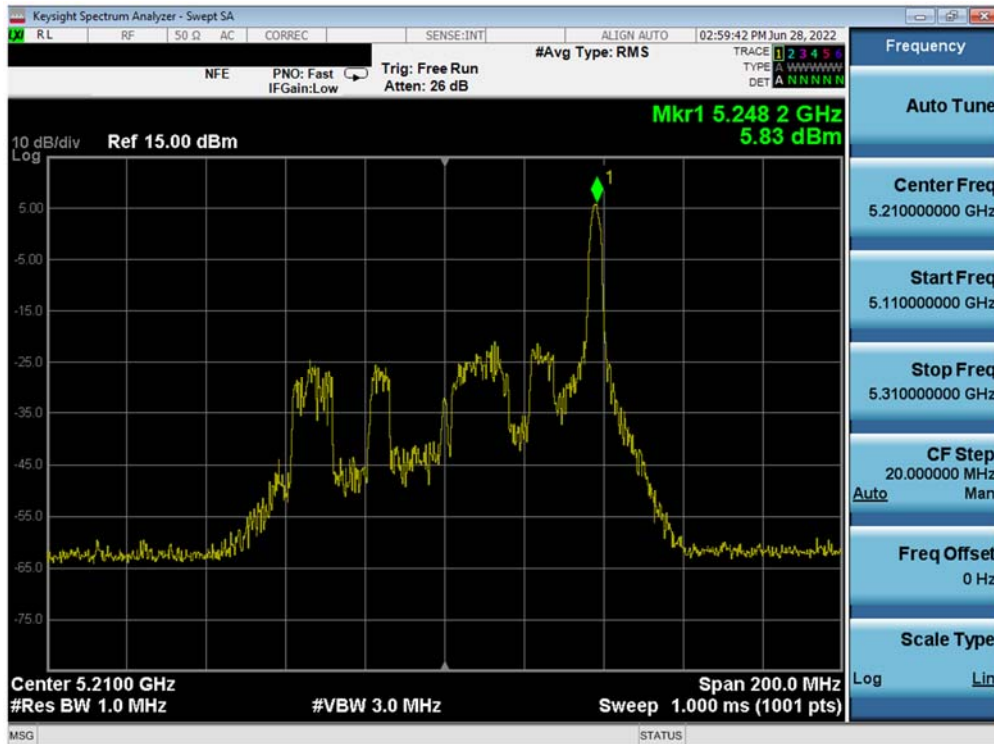 Keysight Spectrum Analyzer - Swept SA
LXI RL RF 50 Ω AC CORREC SENSE:INT ALIGN AUTO 02:59:42 PM Jun 28, 2022
#Avg Type: RMS TRACE 1 2 3 4 5 6
NFE PNO: Fast Trig: Free Run TYPE A WWWWW
IFGain:Low Atten: 26 dB DET A N N N N N
Mkr1 5.248 2 GHz
5.83 dBm
10 dB/div Ref 15.00 dBm
Log
1
5.00
-5.00
-15.0
-25.0
-35.0
-45.0
-55.0
-65.0
-75.0
Center 5.2100 GHz Span 200.0 MHz
#Res BW 1.0 MHz #VBW 3.0 MHz Sweep 1.000 ms (1001 pts)
MSG STATUS
Frequency
Auto Tune
Center Freq
5.210000000 GHz
Start Freq
5.110000000 GHz
Stop Freq
5.310000000 GHz
CF Step
20.000000 MHz
Auto Man
Freq Offset
0 Hz
Scale Type
Log Lin